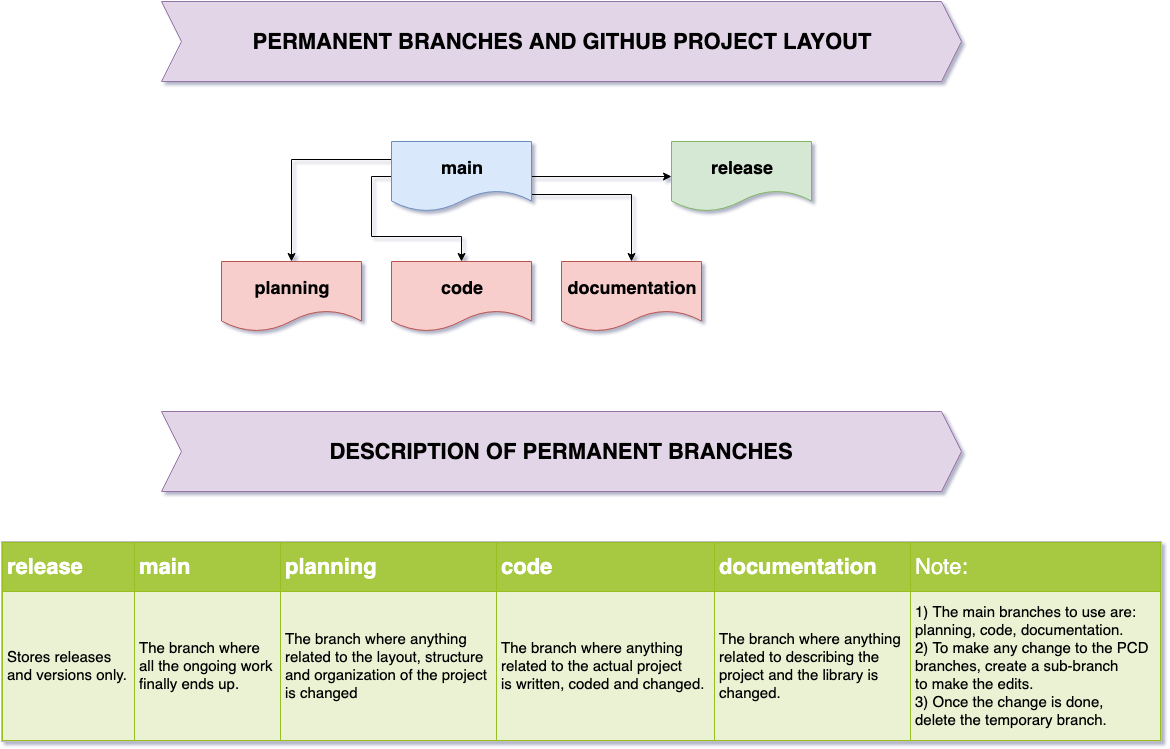 PERMANENT BRANCHES AND GITHUB PROJECT LAYOUT
main
release
planning
code
documentation
DESCRIPTION OF PERMANENT BRANCHES
release
main
planning
code
documentation
Note:
Stores releases
and versions only.
The branch where
all the ongoing work
finally ends up.
The branch where anything
related to the layout, structure
and organization of the project
is changed
The branch where anything
related to the actual project
is written, coded and changed.
The branch where anything
related to describing the
project and the library is
changed.
1) The main branches to use are:
planning, code, documentation.
2) To make any change to the PCD
branches, create a sub-branch
to make the edits.
3) Once the change is done,
delete the temporary branch.